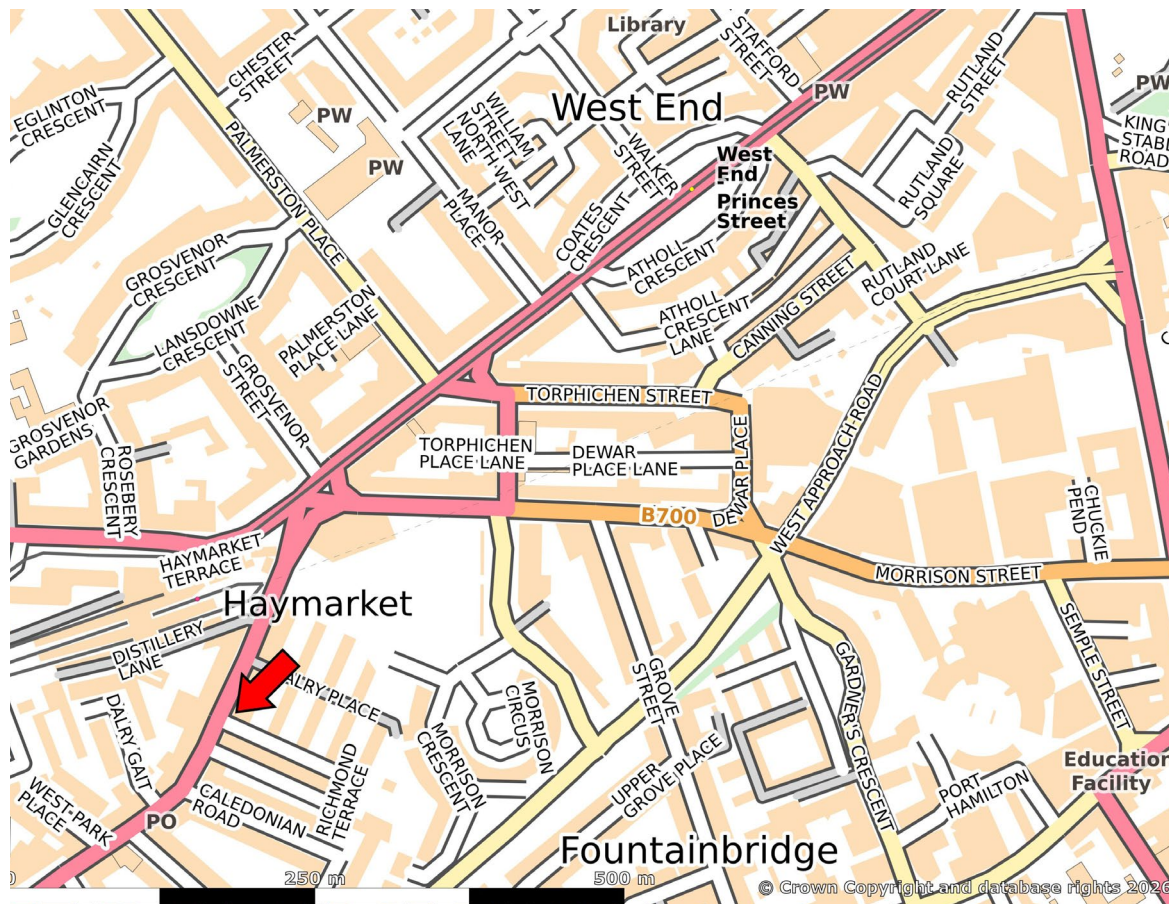 Library
STAFFORD
STREET
CHESTER
STREET
RUTLAND
STREET
PW
PW
EGLINTON
CRESCENT
PW
West End
WILLIAM
STREET
NORTH WEST
LANE
KING'S
STAB
ROAD
PALMERSTON PLACE
WALKER
STREET
West
End
-
Princes
Street
PW
GLENCAIRN
CRESCENT
RUTLAND
SQUARE
MANOR
PLACE
COATES
CRESCENT
GROSVENOR
CRESCENT
ATHOLL
CRESCENT
RUTLAND
COURT LANE
LANSDOWNE
CRESCENT
PALMERSTON
PLACE LANE
ATHOLL
CRESCENT
LANE
CANNING STREET
GROSVENOR
STREET
TORPHICHEN STREET
WEST APPROACH ROAD
GROSVENOR
GARDENS
ROSEBERY
CRESCENT
TORPHICHEN
PLACE LANE
DEWAR
PLACE LANE
DEWAR PLACE
B700
CHUCKIE
PEND
HAYMARKET
TERRACE
MORRISON STREET
Haymarket
DISTILLERY
LANE
SEMPLE STREET
GARDNER'S CRESCENT
GROVE
STREET
ALRY PLACE
MORRISON
CIRCUS
DALRY GAIT
MORRISON
CRESCENT
RICHMOND
TERRACE
UPPER
GROVE PLACE
Education
Facility
PORT
HAMILTON
WEST PARK
PLACE
CALEDONIAN
ROAD
PO
Fountainbridge
0
250 m
500 m
© Crown Copyright and database rights 2026